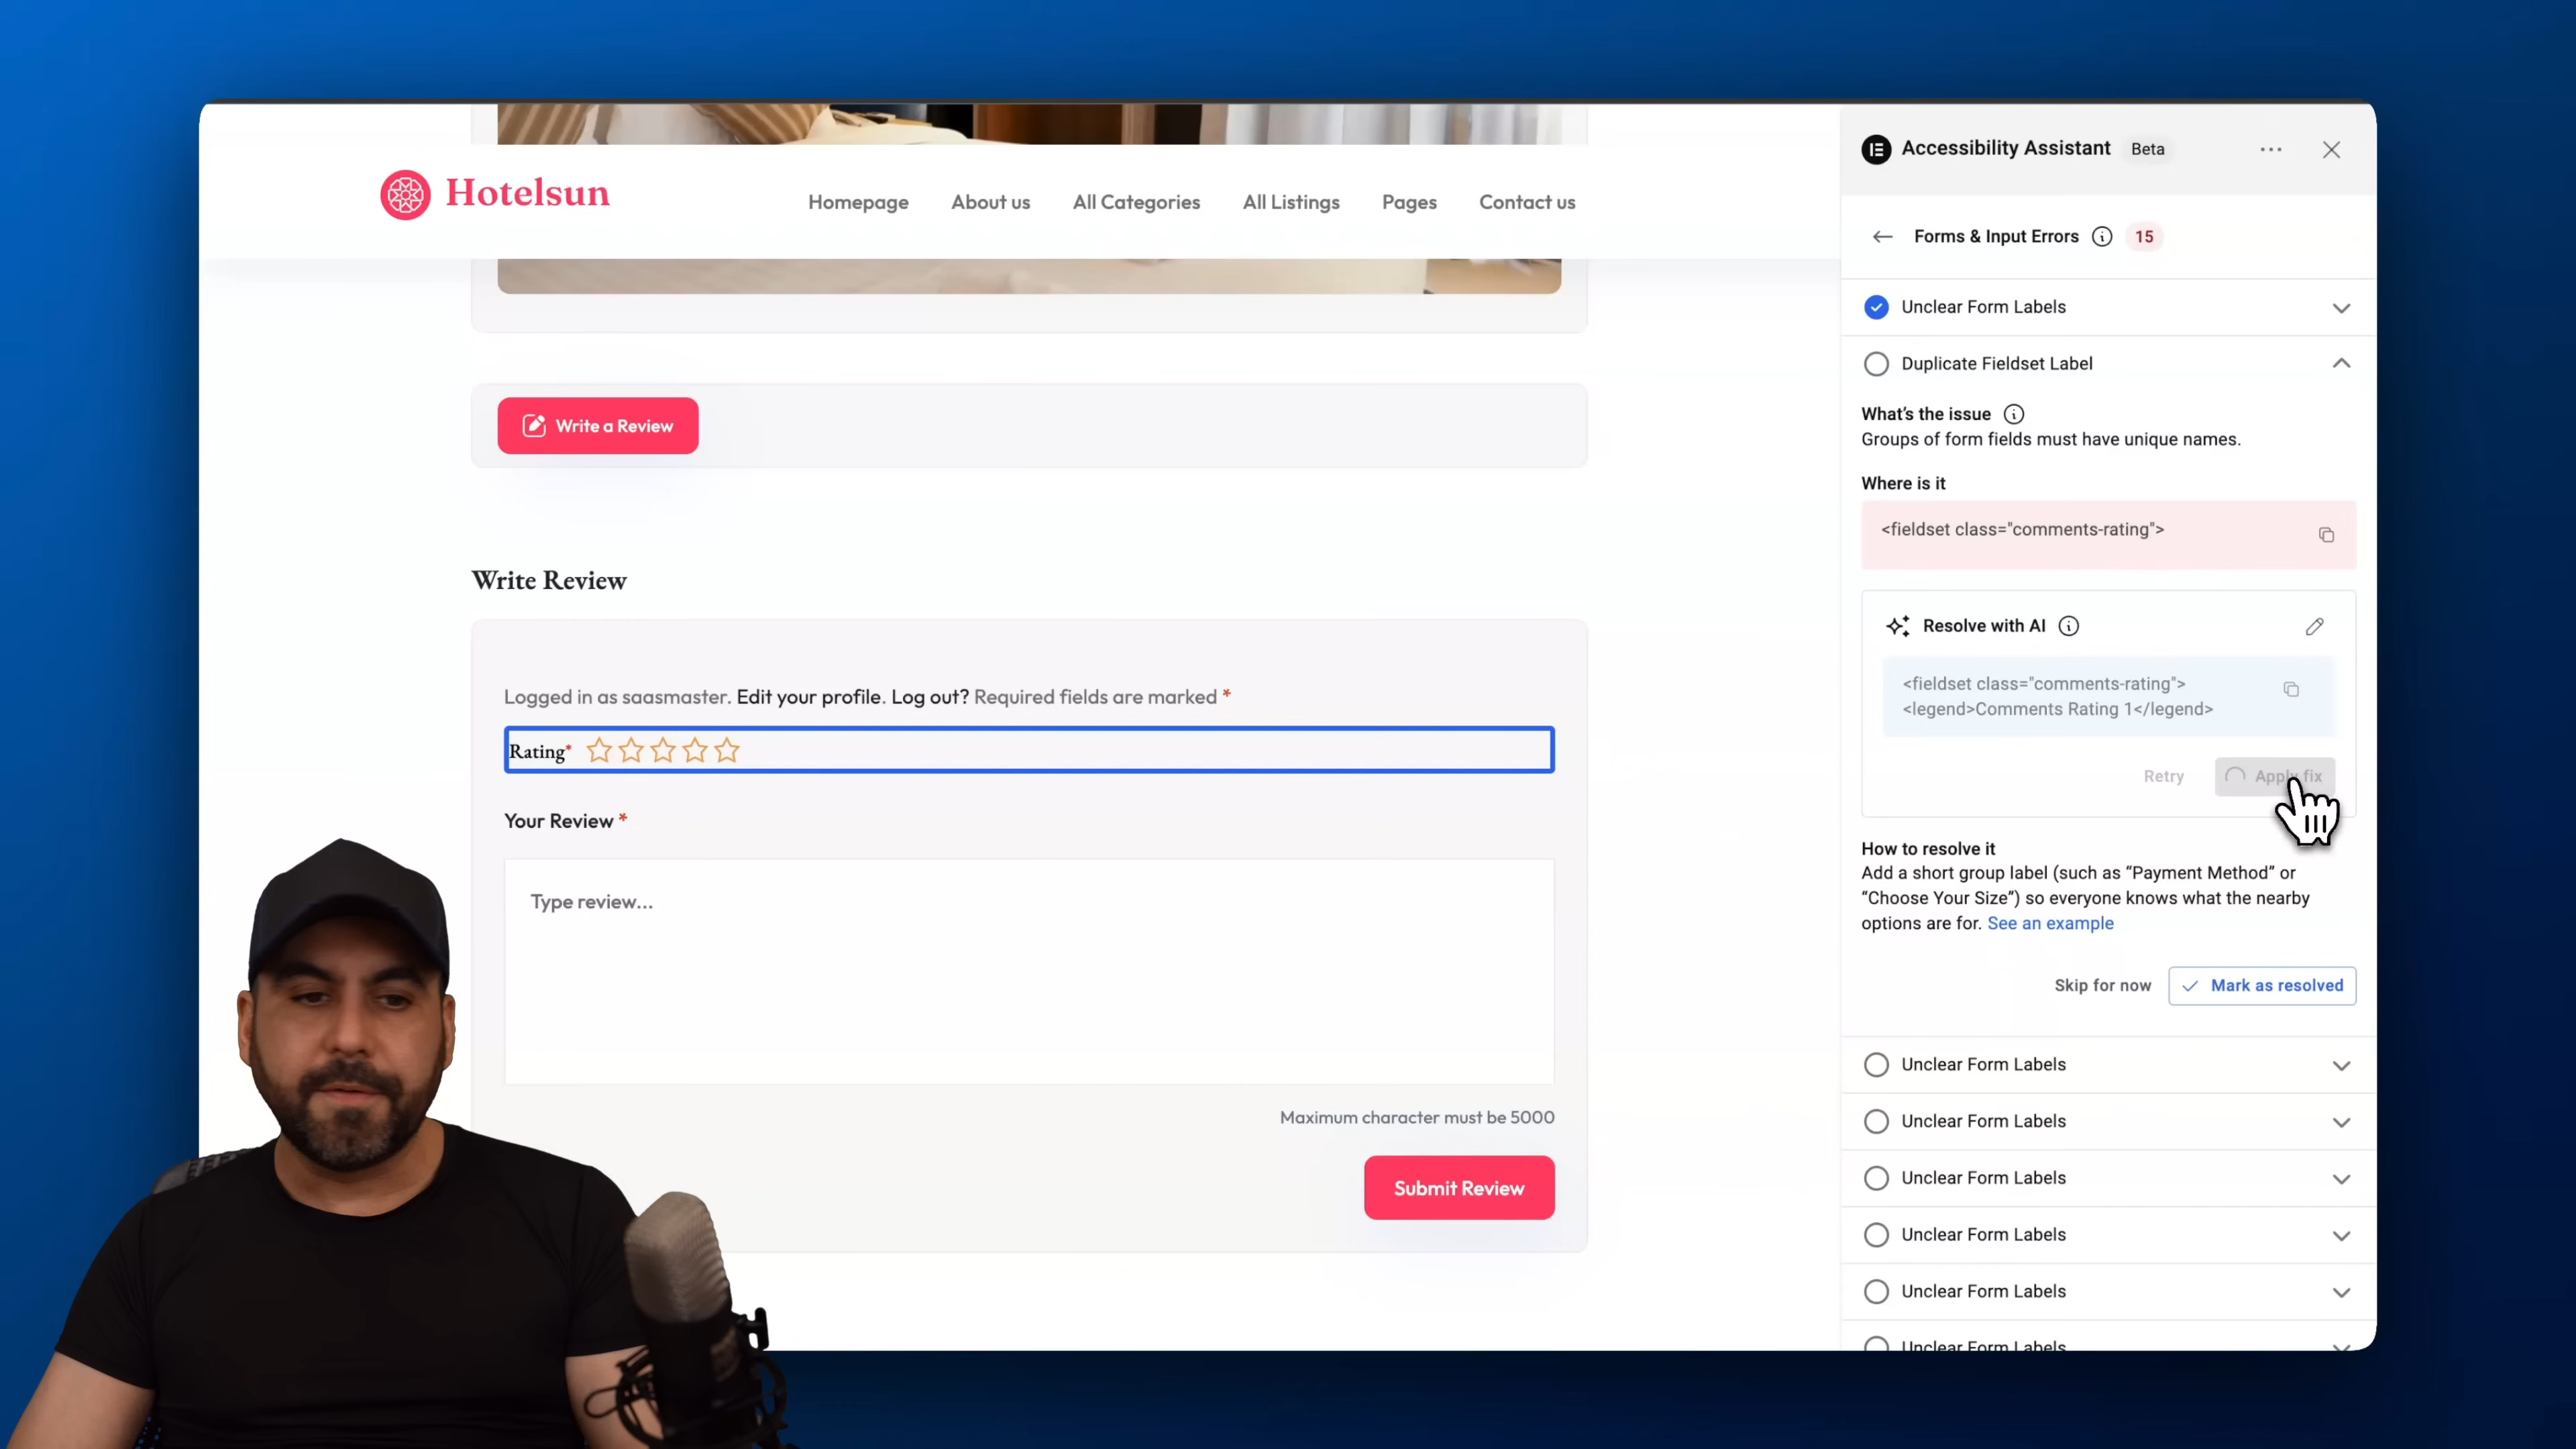 Hotelsun
Homepage
About us
All Categories
All Listings
Pages
Contact us
Write a Review
Write Review
Logged in as saasmaster. Edit your profile. Log out? Required fields are marked *
Rating*
Your Review *
Type review...
Maximum character must be 5000
Submit Review
Accessibility Assistant
Beta
Forms & Input Errors
15
Unclear Form Labels
Duplicate Fieldset Label
What's the issue
Groups of form fields must have unique names.
Where is it
<fieldset class="comments-rating">
Resolve with AI
<fieldset class="comments-rating">
<legend>Comments Rating 1</legend>
Retry
Apply fix
How to resolve it
Add a short group label (such as “Payment Method” or
“Choose Your Size”) so everyone knows what the nearby
options are for. See an example
Skip for now
Mark as resolved
Unclear Form Labels
Unclear Form Labels
Unclear Form Labels
Unclear Form Labels
Unclear Form Labels
Unclear Form Labels